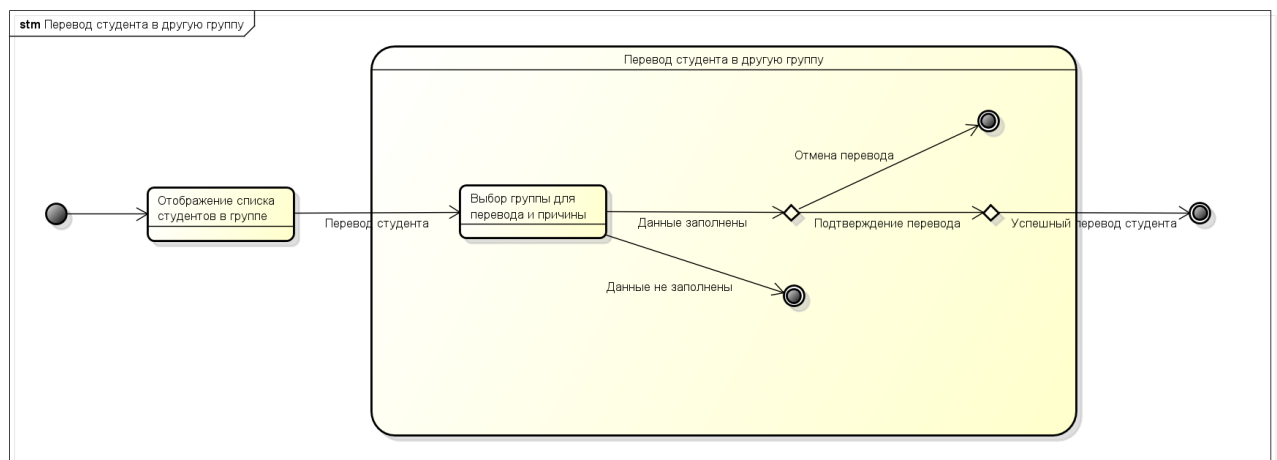 stm Перевод студента в другую группу
Перевод студента в другую группу
Отмена перевода
Отображение списка
студентов в группе
Перевод студента
Выбор группы для
перевода и причины
Данные заполнены
Подтверждение перевода
Успешный перевод студента
Данные не заполнены